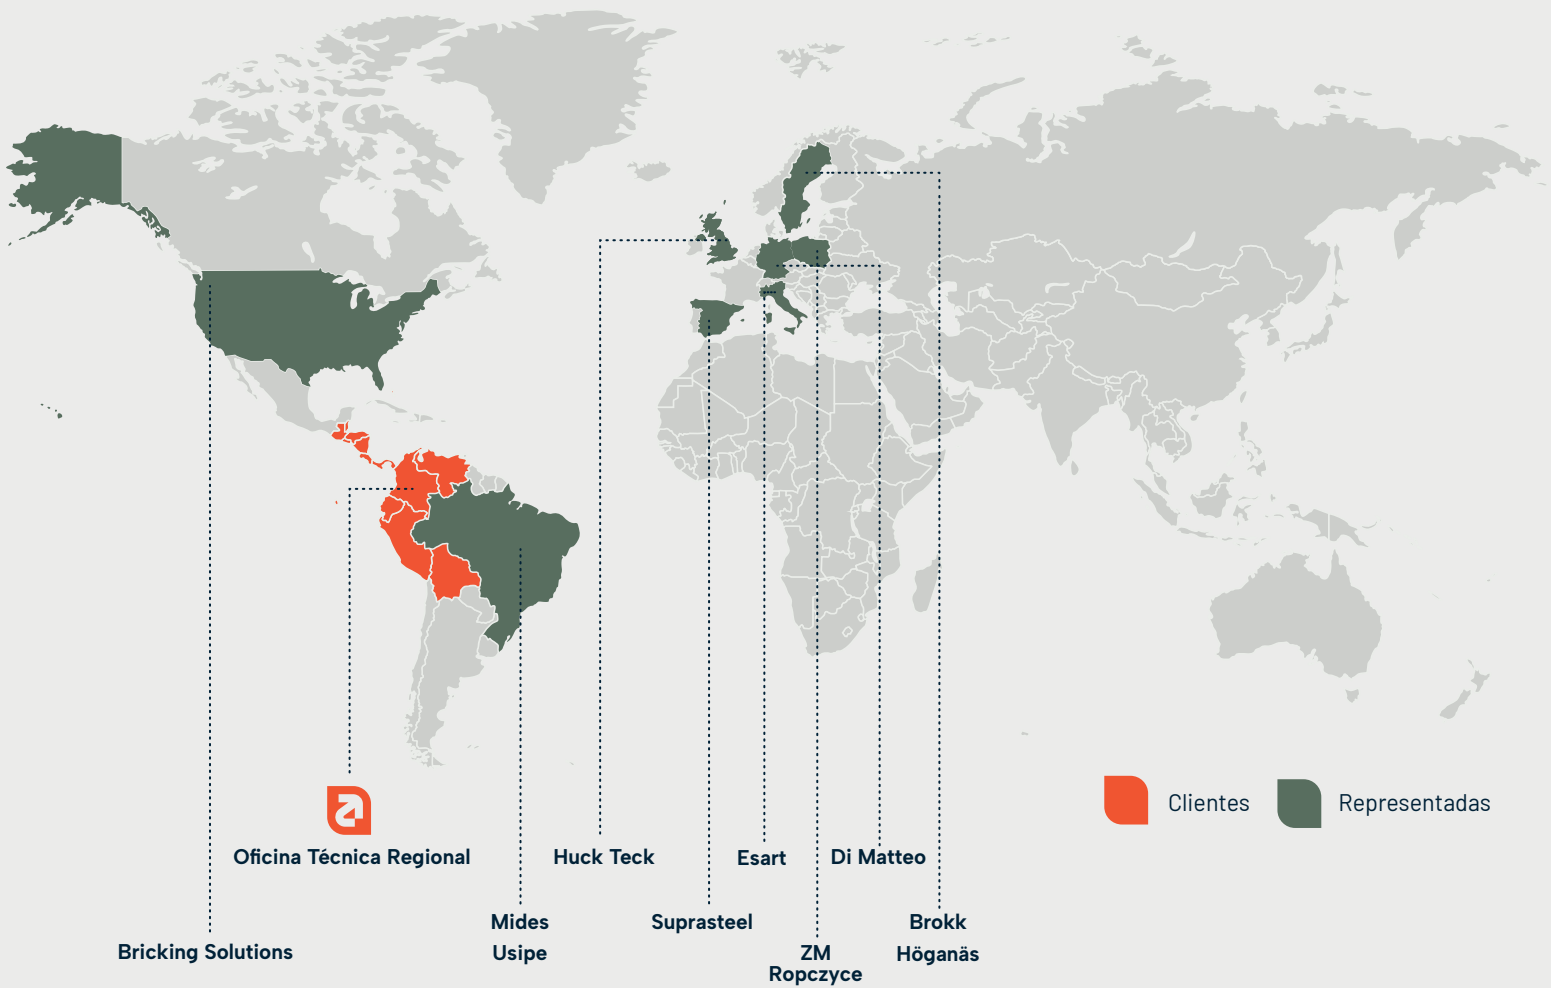 Clientes
Representadas
Oficina Técnica Regional
Huck Teck
Esart
Di Matteo
Mides
Usipe
Suprasteel
Brokk
Höganäs
Bricking Solutions
ZM
Ropczyce